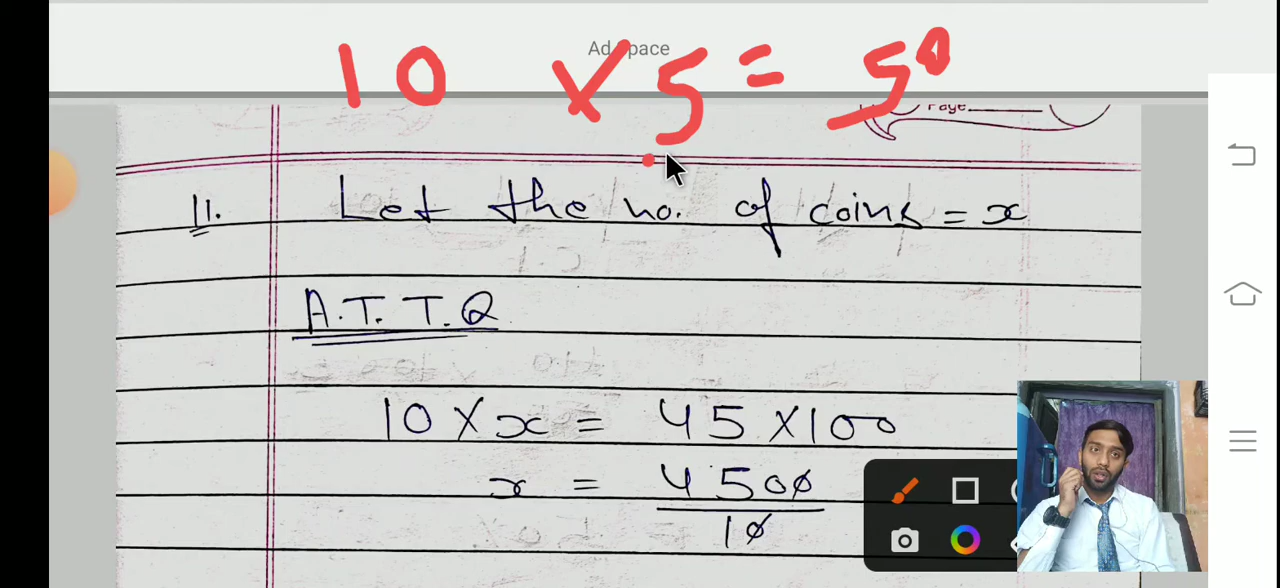 Ad Space
10 × 5 = 50
Page
11. Let the no. of coins = x
A.T.T.Q
10 × x = 45 × 100
x = 4500
10